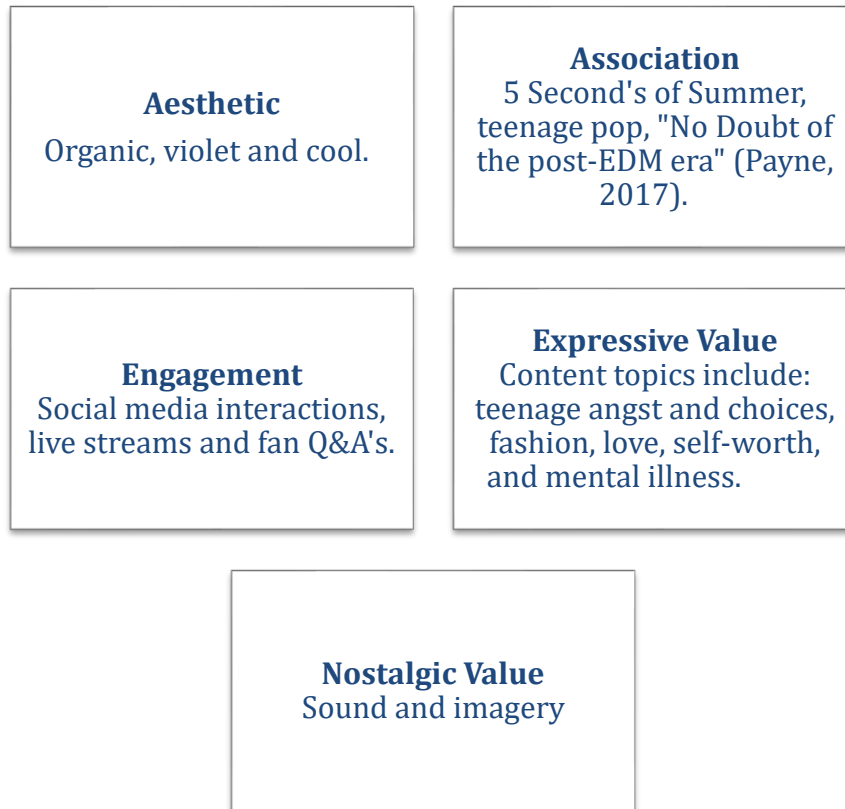 Aesthetic
Organic, violet and cool.
Association
5 Second's of Summer,
teenage pop, "No Doubt of
the post-EDM era" (Payne,
2017).
Engagement
Social media interactions,
live streams and fan Q&A's.
Expressive Value
Content topics include:
teenage angst and choices,
fashion, love, self-worth,
and mental illness.
Nostalgic Value
Sound and imagery